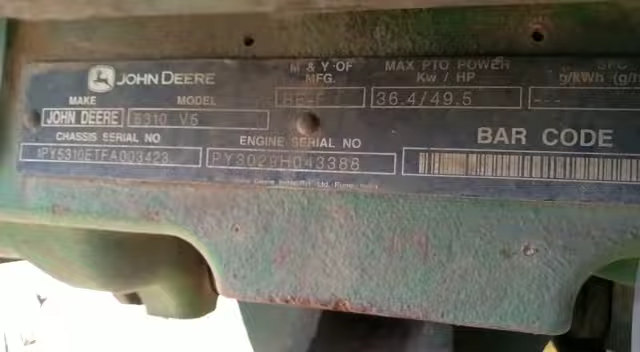 JOHN DEERE
M & Y OF MFG.
MAX PTO POWER Kw / HP
g/kWh (g/
MAKE
MODEL
36.4/49.5
---
JOHN DEERE
5310 V5
CHASSIS SERIAL NO
ENGINE SERIAL NO
BAR CODE
1PY5310ETFA003423
PY3029H043388